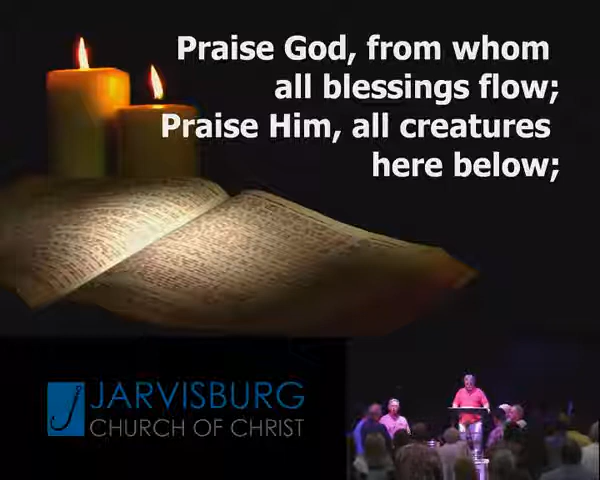 Praise God, from whom
all blessings flow;
Praise Him, all creatures
here below;
JARVISBURG
CHURCH OF CHRIST